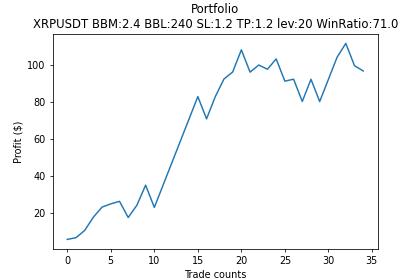 Portfolio
XRPUSDT BBM:2.4 BBL:240 SL:1.2 TP:1.2 lev:20 WinRatio:71.0
Profit ($)
100
80
60
40
20
0 5 10 15 20 25 30 35
Trade counts